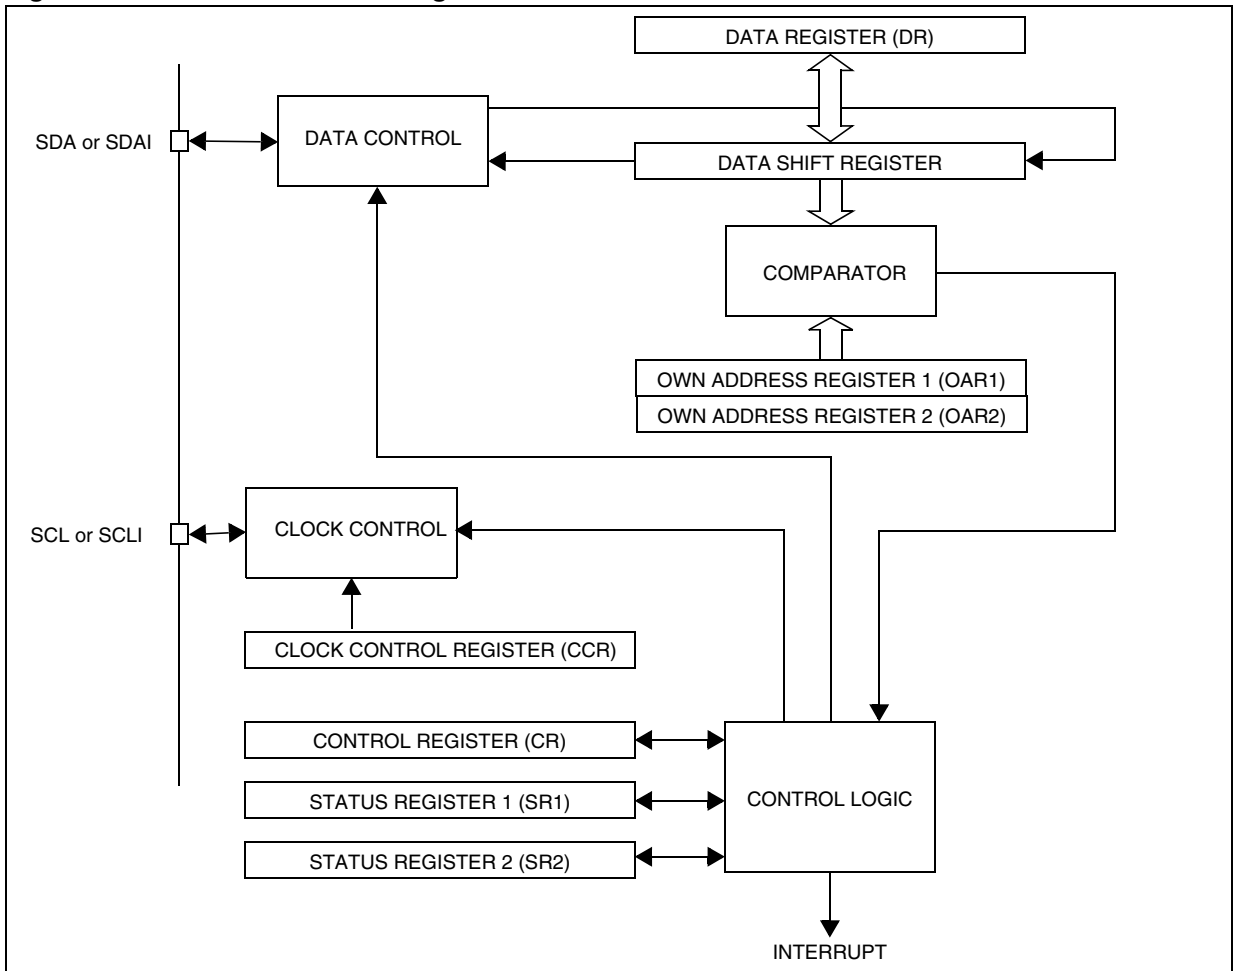 DATA REGISTER (DR)
SDA or SDAI
DATA CONTROL
DATA SHIFT REGISTER
COMPARATOR
OWN ADDRESS REGISTER 1 (OAR1)
OWN ADDRESS REGISTER 2 (OAR2)
SCL or SCLI
CLOCK CONTROL
CLOCK CONTROL REGISTER (CCR)
CONTROL REGISTER (CR)
STATUS REGISTER 1 (SR1)
CONTROL LOGIC
STATUS REGISTER 2 (SR2)
INTERRUPT